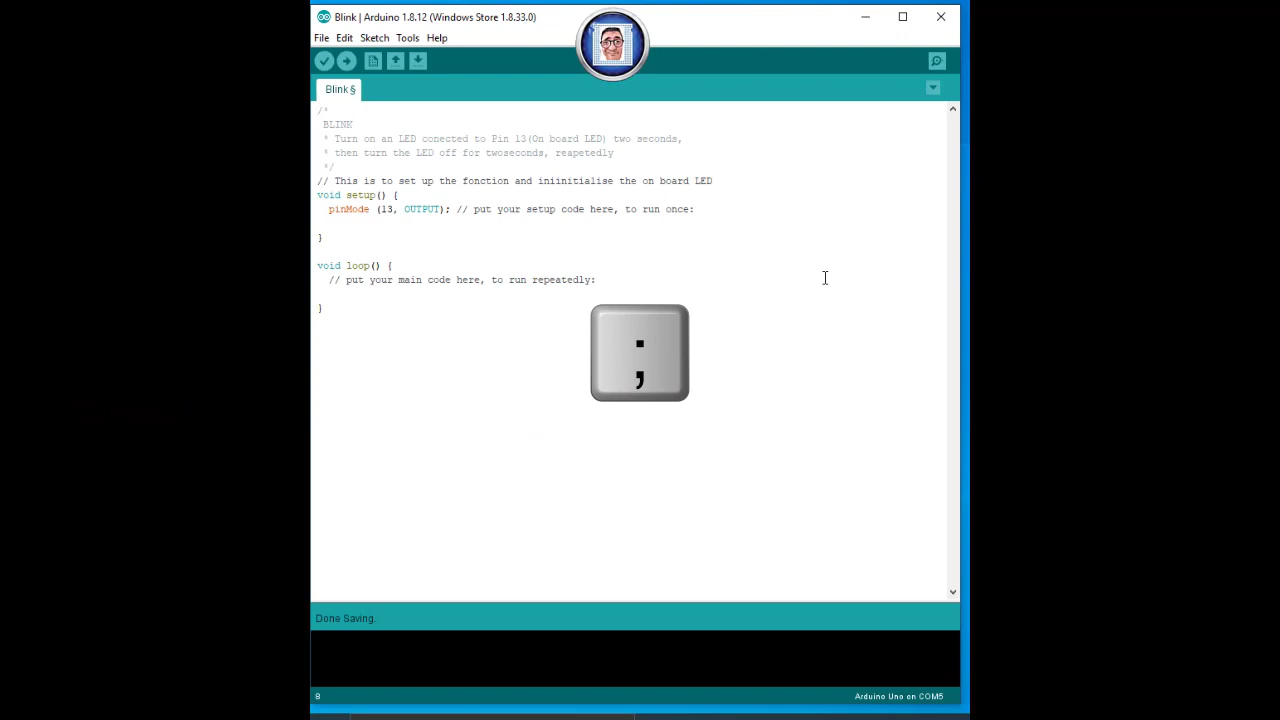 Blink | Arduino 1.8.12 (Windows Store 1.8.33.0)
File Edit Sketch Tools Help
Blink §
/*
BLINK
* Turn on an LED conected to Pin 13(On board LED) two seconds,
* then turn the LED off for twoseconds, reapetedly
*/
// This is to set up the fonction and iniinitialise the on board LED
void setup() {
pinMode (13, OUTPUT); // put your setup code here, to run once:
}
void loop() {
// put your main code here, to run repeatedly:
}
:
;
Done Saving.
8 Arduino Uno on COM5